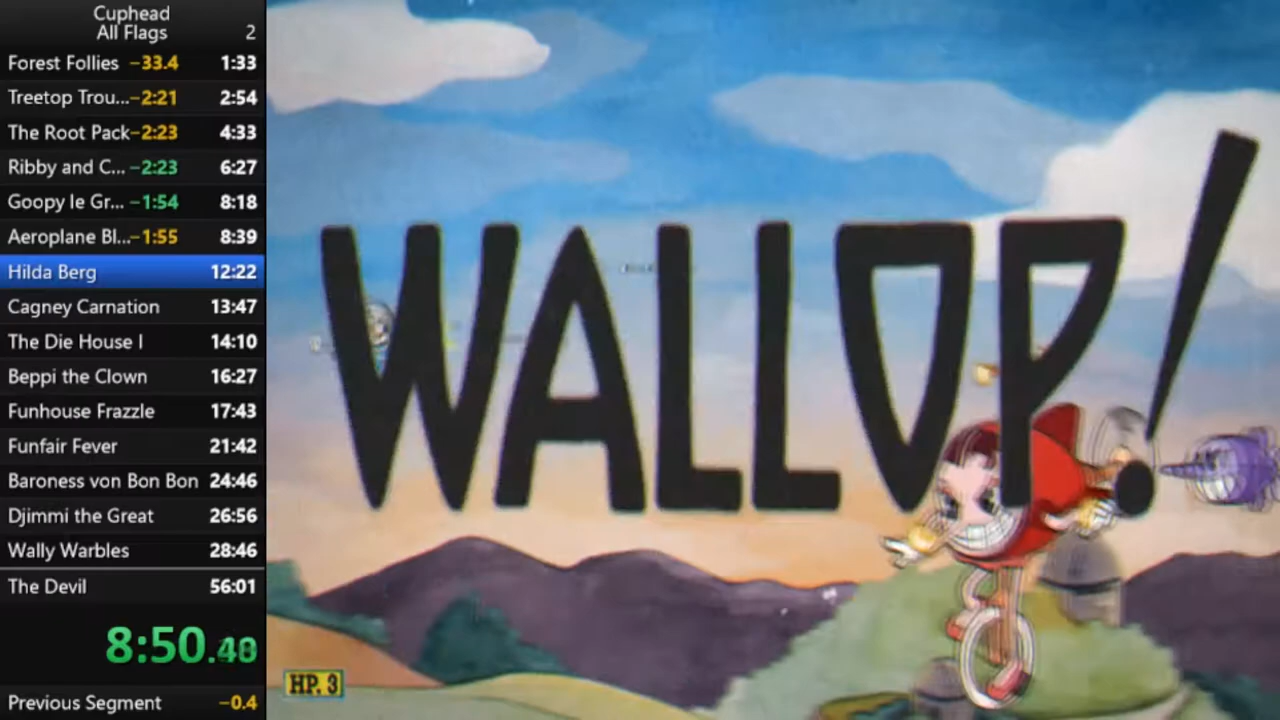 Cuphead
All Flags 2
Forest Follies −33.4 1:33
Treetop Trou... −2:21 2:54
The Root Pack −2:23 4:33
Ribby and C... −2:23 6:27
Goopy le Gr... −1:54 8:18
Aeroplane Bl... −1:55 8:39
Hilda Berg 12:22
Cagney Carnation 13:47
The Die House I 14:10
Beppi the Clown 16:27
Funhouse Frazzle 17:43
Funfair Fever 21:42
Baroness von Bon Bon 24:46
Djimmi the Great 26:56
Wally Warbles 28:46
The Devil 56:01
8:50.48
Previous Segment −0.4
WALLOP!
HP. 3